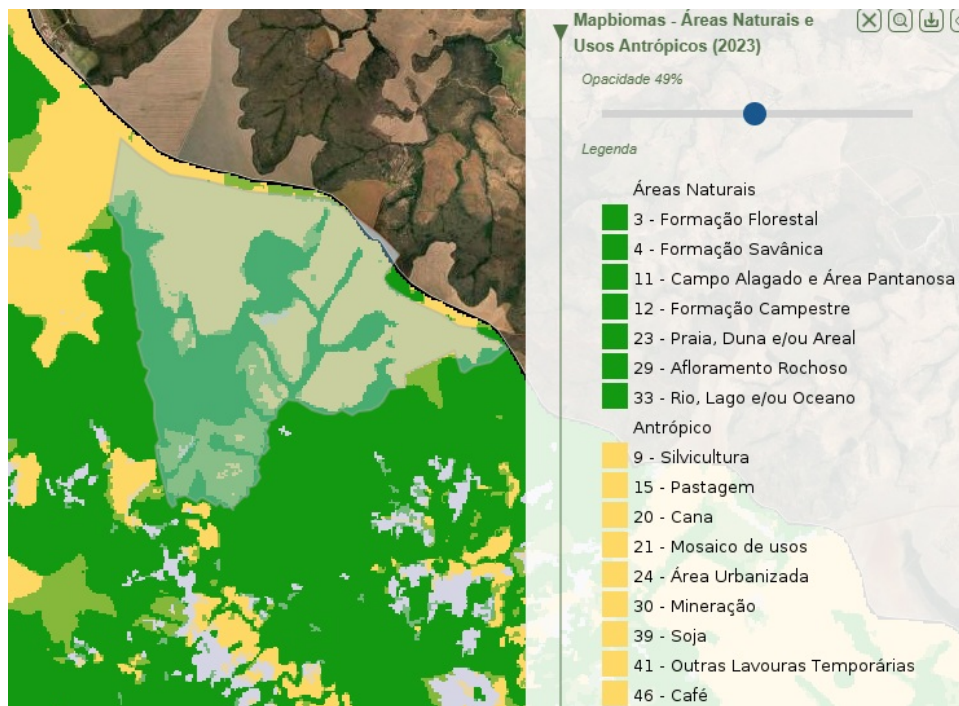 Mapbiomas - Áreas Naturais e
Usos Antrópicos (2023)
Opacidade 49%
Legenda
Áreas Naturais
3 - Formação Florestal
4 - Formação Savânica
11 - Campo Alagado e Área Pantanosa
12 - Formação Campestre
23 - Praia, Duna e/ou Areal
29 - Afloramento Rochoso
33 - Rio, Lago e/ou Oceano
Antrópico
9 - Silvicultura
15 - Pastagem
20 - Cana
21 - Mosaico de usos
24 - Área Urbanizada
30 - Mineração
39 - Soja
41 - Outras Lavouras Temporárias
46 - Café